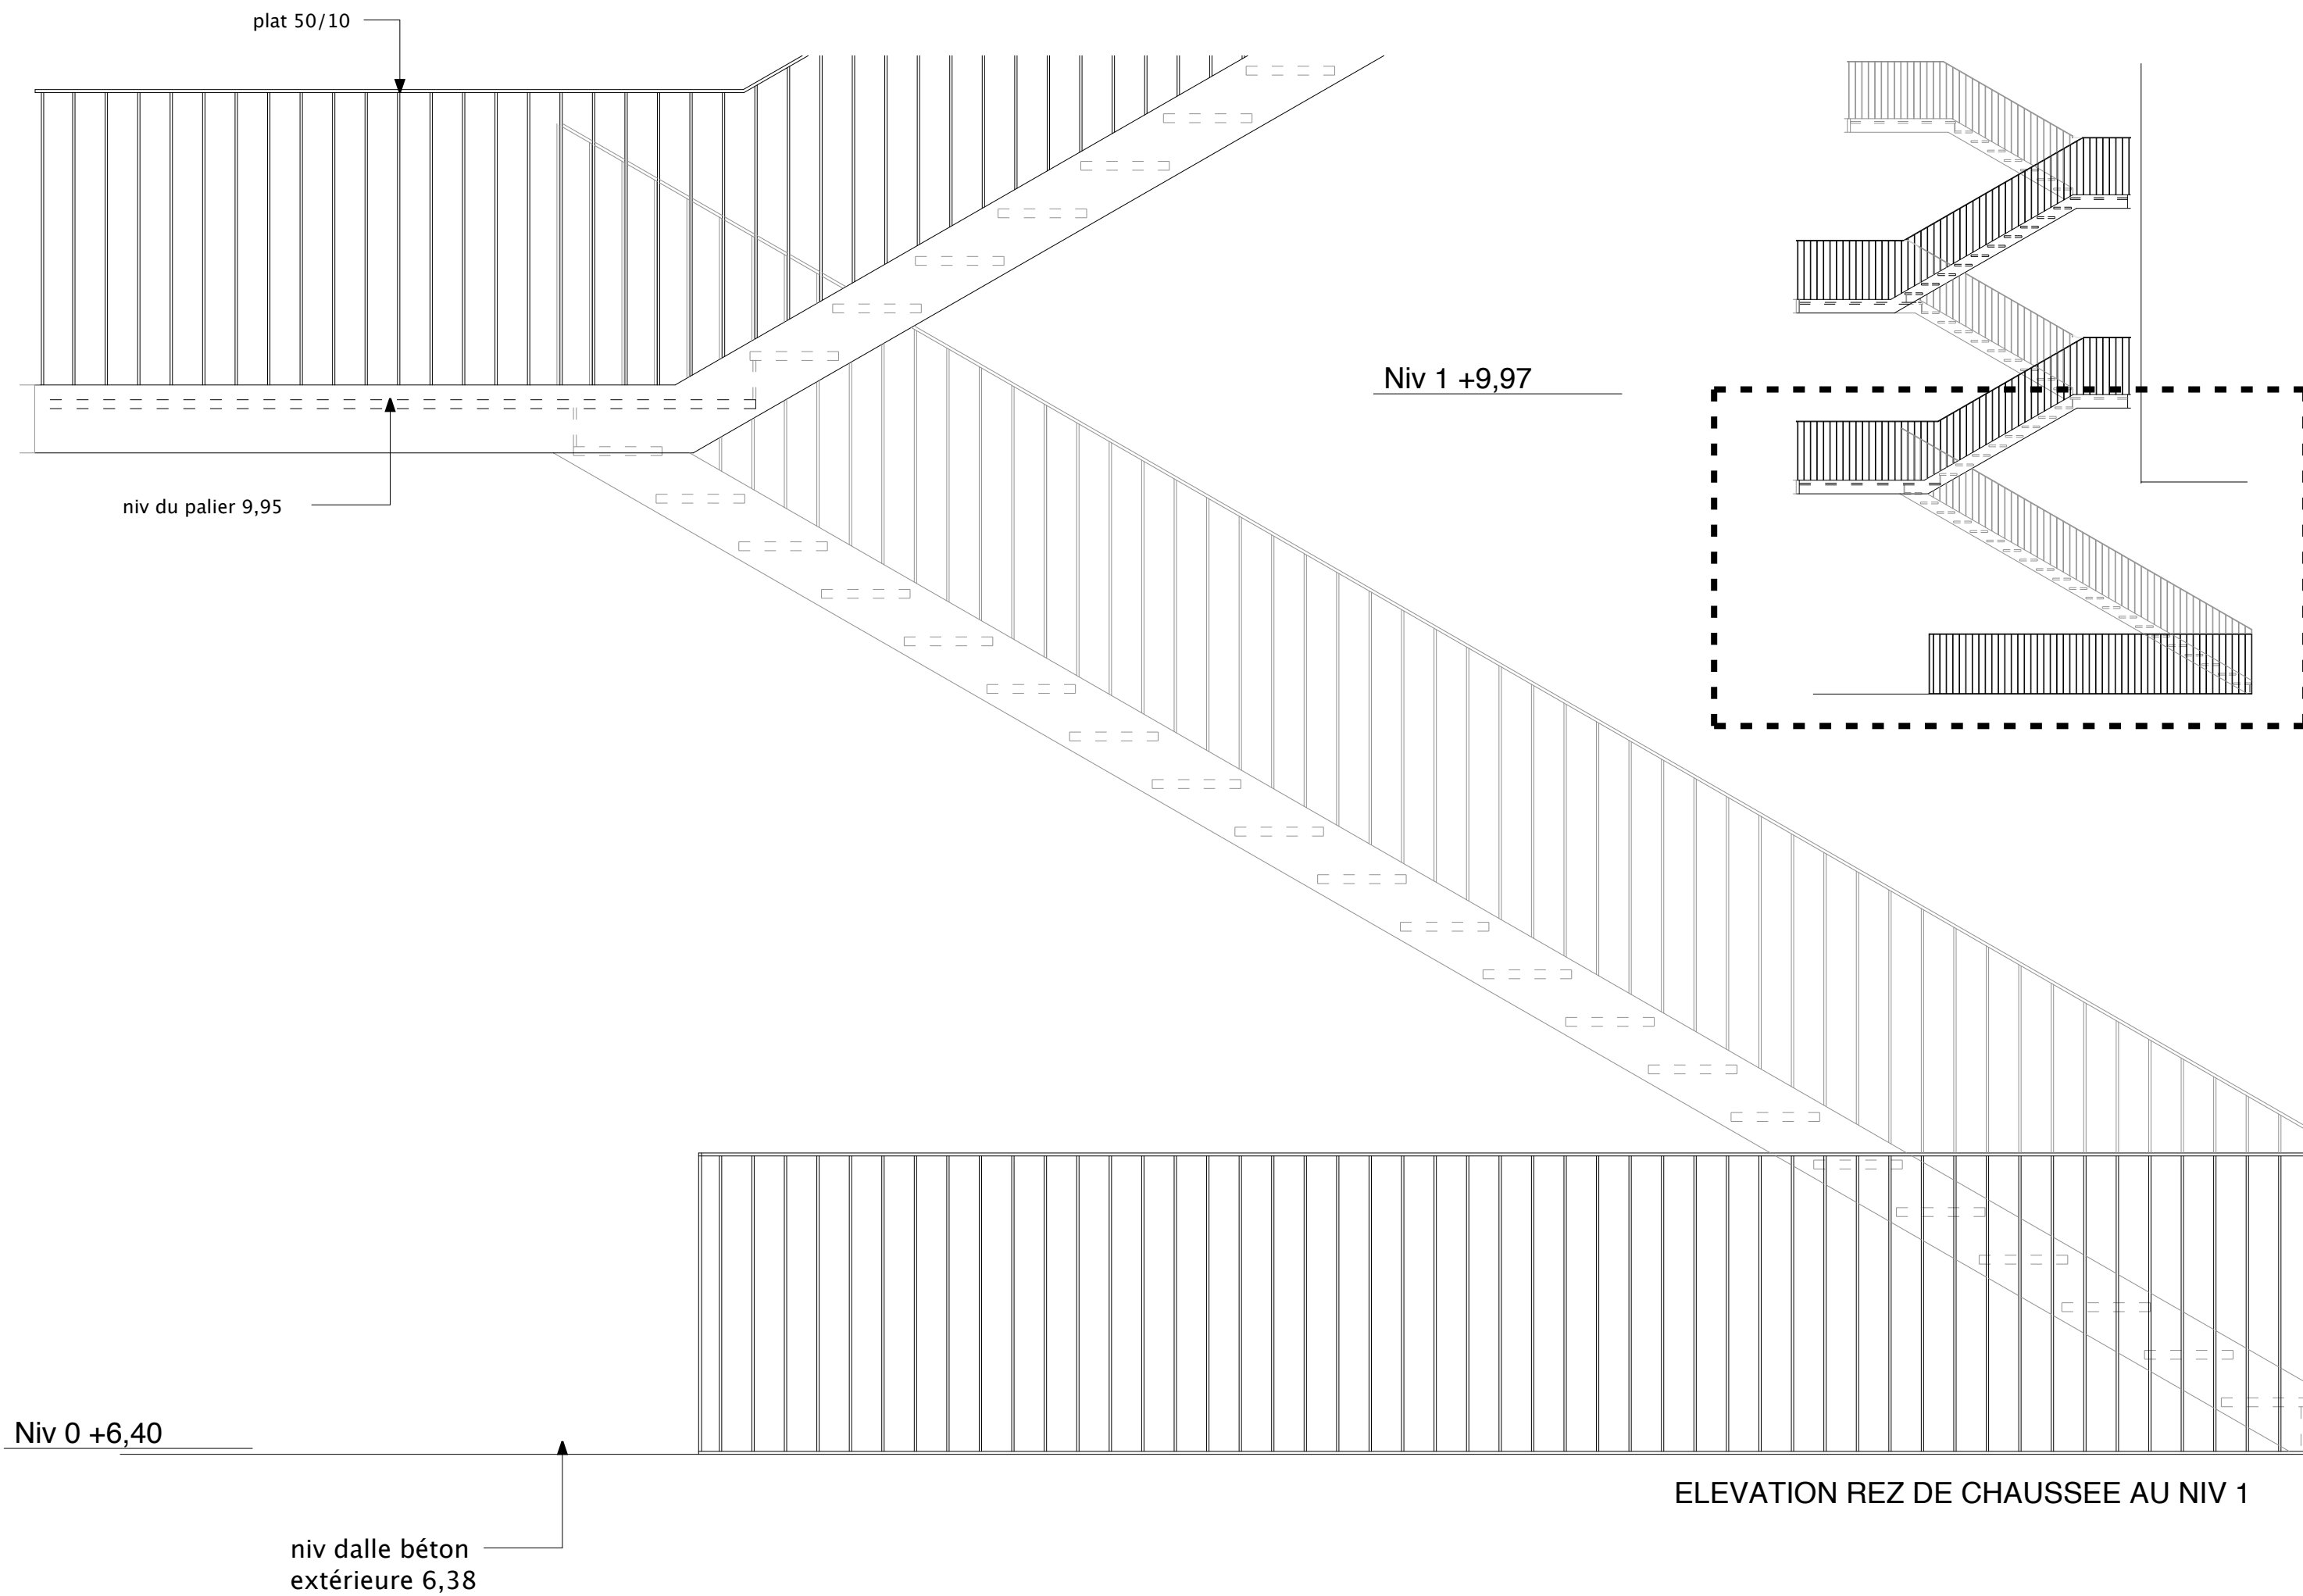 plat 50/10
Niv 1 +9,97
niv du palier 9,95
Niv 0 +6,40
ELEVATION REZ DE CHAUSSEE AU NIV 1
niv dalle béton
extérieure 6,38